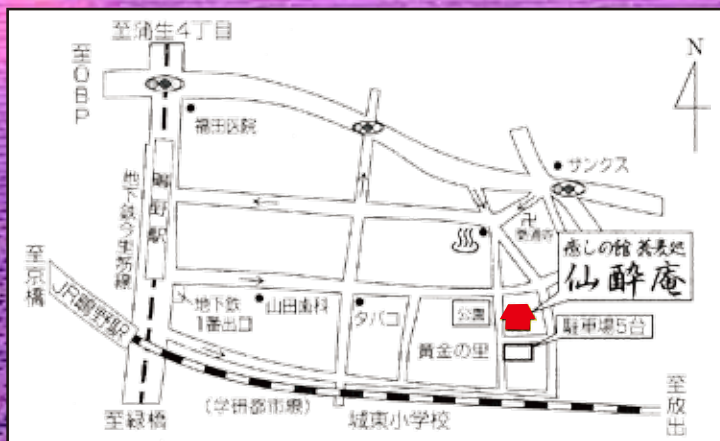 至蒲生4丁目
至OBP
福田医院
N
サンクス
地下鉄今里筋線
鴫野駅
癒しの館 蕎麦処
仙酔庵
至京橋
JR鴫野駅
地下鉄
1番出口
山田歯科
タバコ
公園
駐車場5台
黄金の里
至緑橋
(学研都市線)
城東小学校
至放出